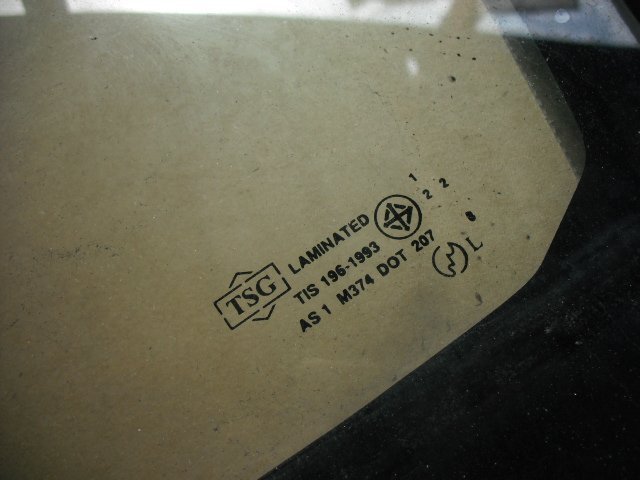 1
2 2
8
TSG LAMINATED
TIS 196-1993
AS 1 M374 DOT 207
L